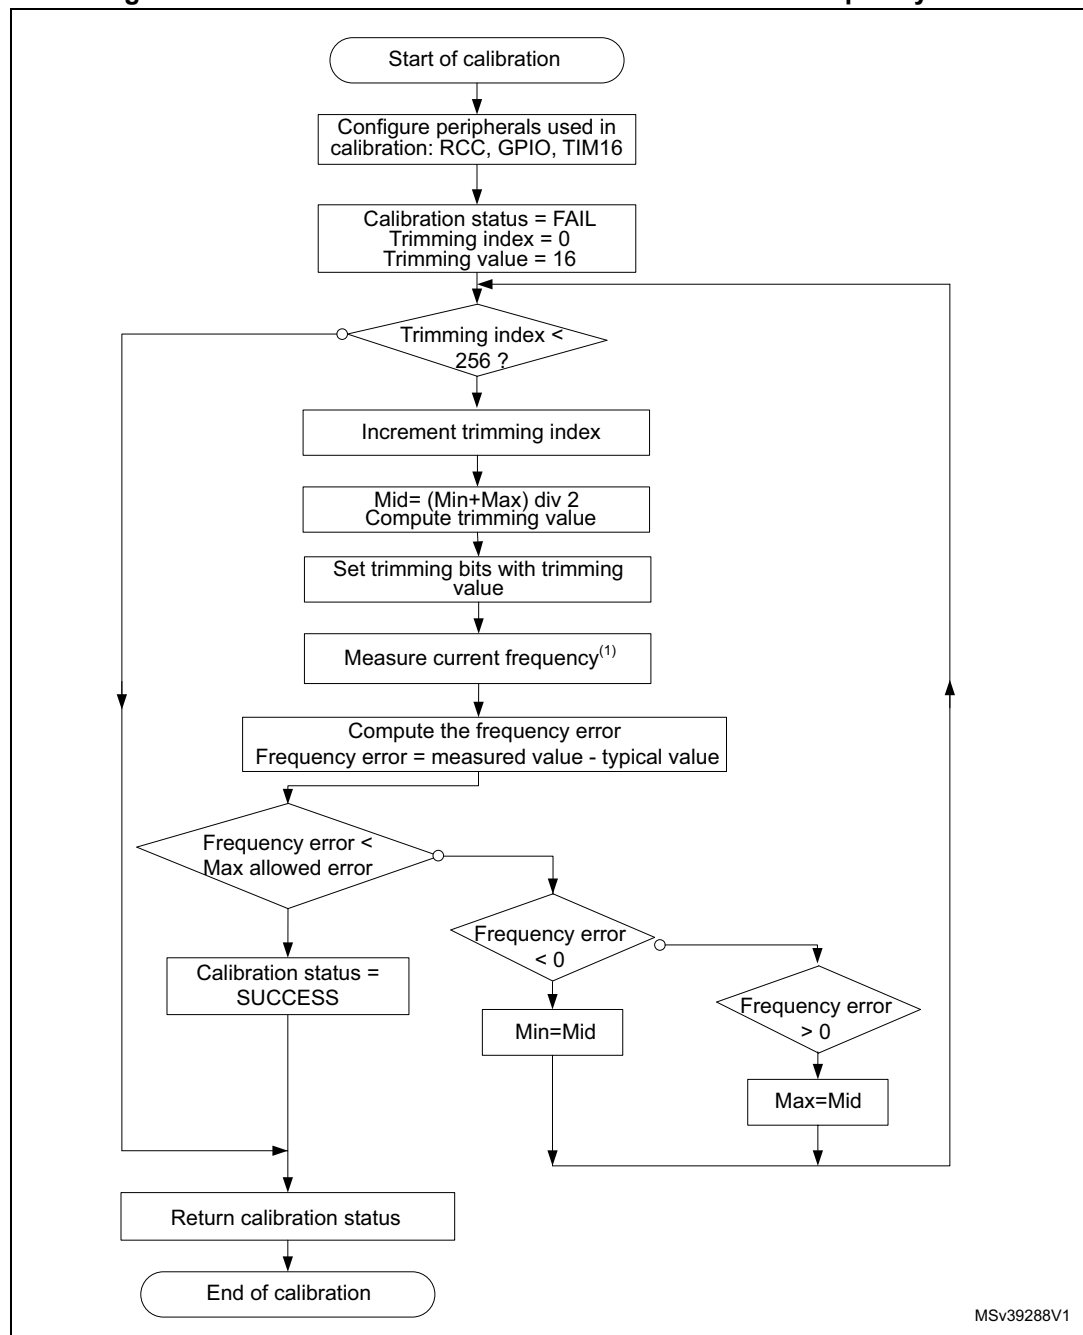 Start of calibration
Configure peripherals used in
calibration: RCC, GPIO, TIM16
Calibration status = FAIL
Trimming index = 0
Trimming value = 16
Trimming index <
256 ?
Increment trimming index
Mid= (Min+Max) div 2
Compute trimming value
Set trimming bits with trimming
value
Measure current frequency(1)
Compute the frequency error
Frequency error = measured value - typical value
Frequency error <
Max allowed error
Frequency error
< 0
Calibration status =
SUCCESS
Frequency error
> 0
Min=Mid
Max=Mid
Return calibration status
End of calibration
MSv39288V1